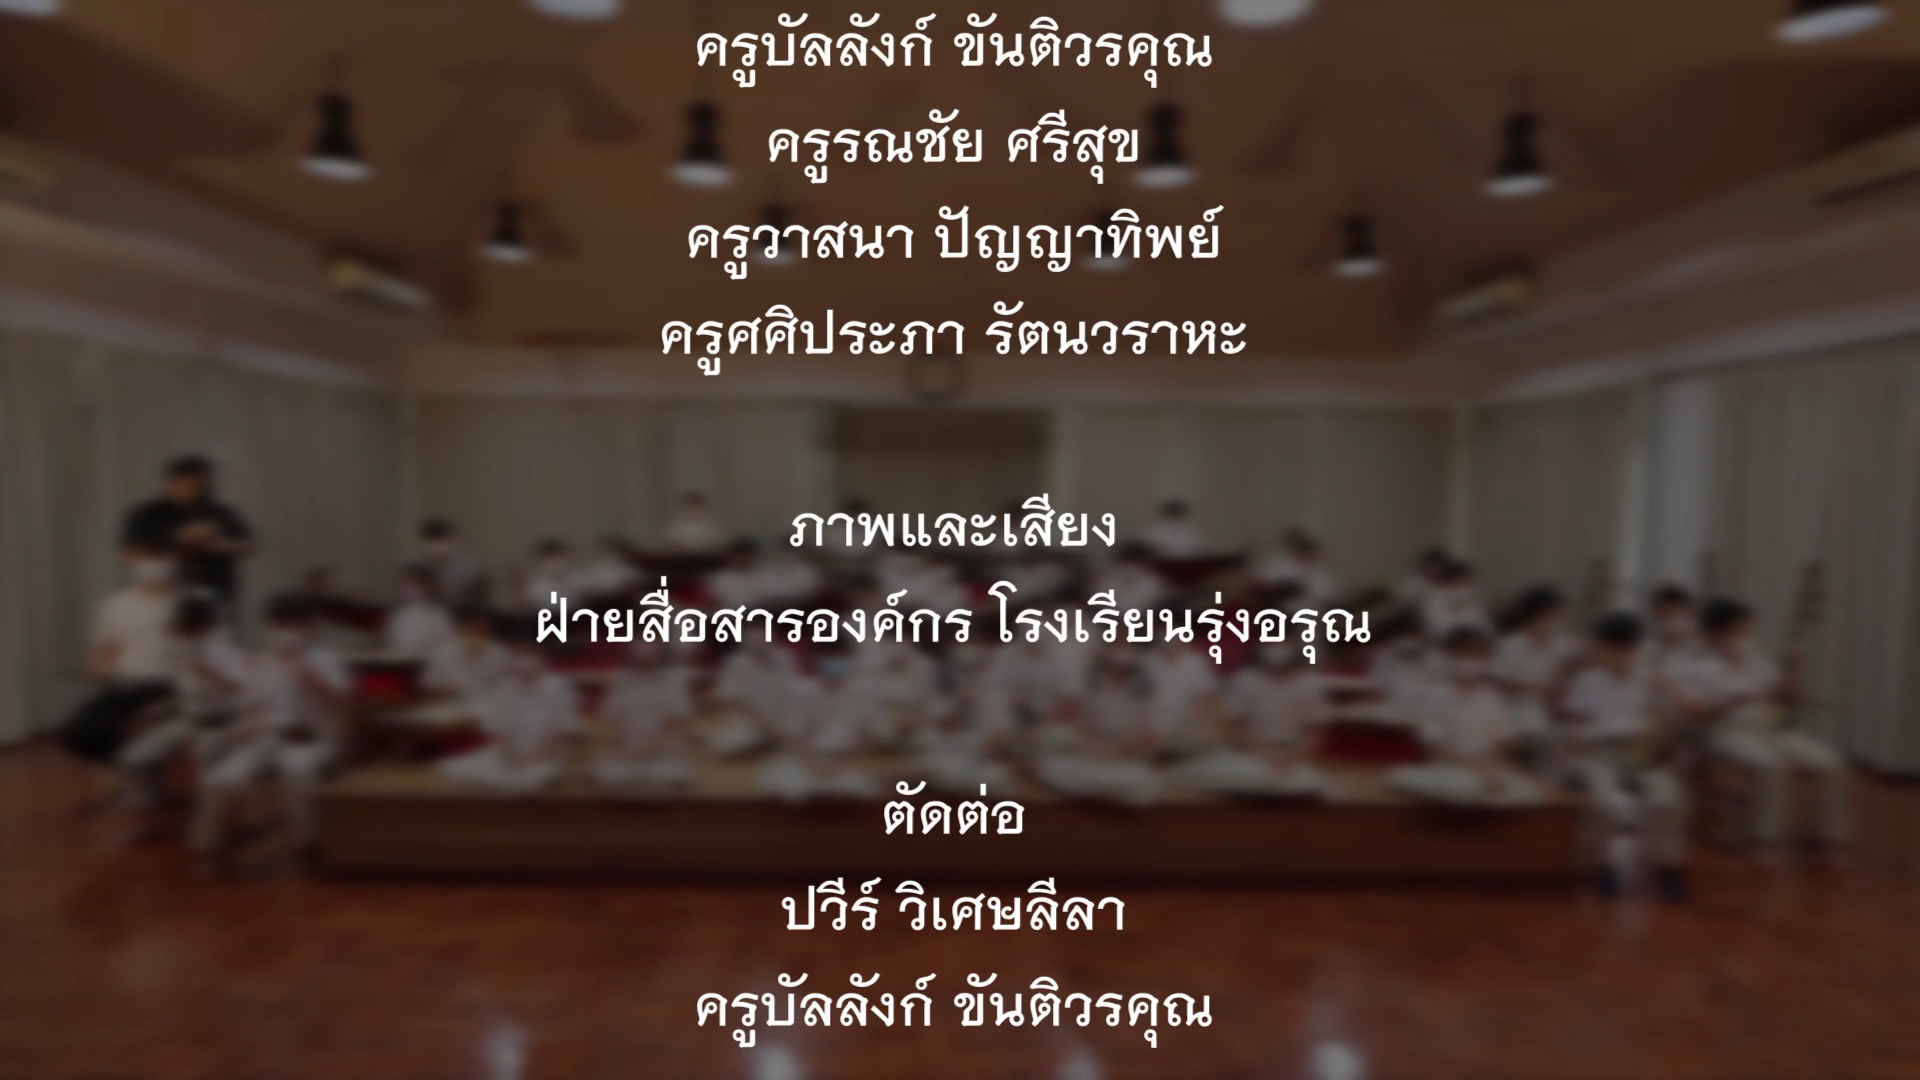 ครูบัลลังก์ ขันติวรคุณ
ครูรณชัย ศรีสุข
ครูวาสนา ปัญญาทิพย์
ครูศศิประภา รัตนวราหะ
ภาพและเสียง
ฝ่ายสื่อสารองค์กร โรงเรียนรุ่งอรุณ
ตัดต่อ
ปวีร์ วิเศษลีลา
ครูบัลลังก์ ขันติวรคุณ